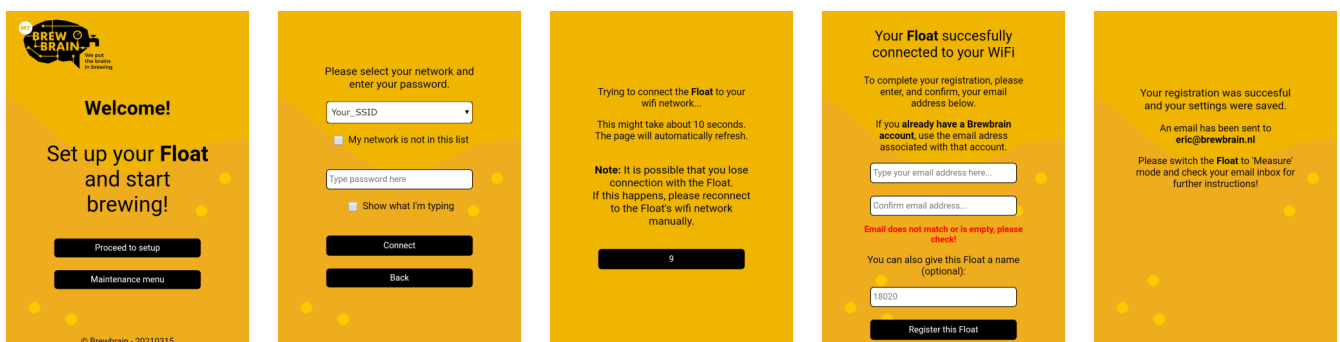 MY
BREW
BRAIN
We put
the brains
in brewing
Welcome!
Set up your Float
and start
brewing!
Proceed to setup
Maintenance menu
© Brewbrain - 20210315
Please select your network and
enter your password.
Your_SSID
My network is not in this list
Type password here
Show what I'm typing
Connect
Back
Trying to connect the Float to your
wifi network...
This might take about 10 seconds.
The page will automatically refresh.
Note: It is possible that you lose
connection with the Float.
If this happens, please reconnect
to the Float's wifi network
manually.
9
Your Float succesfully
connected to your WiFi
To complete your registration, please
enter, and confirm, your email
address below.
If you already have a Brewbrain
account, use the email adress
associated with that account.
Type your email address here...
Confirm email address...
Email does not match or is empty, please
check!
You can also give this Float a name
(optional):
18020
Register this Float
Your registration was succesful
and your settings were saved.
An email has been sent to
eric@brewbrain.nl
Please switch the Float to 'Measure'
mode and check your email inbox for
further instructions!